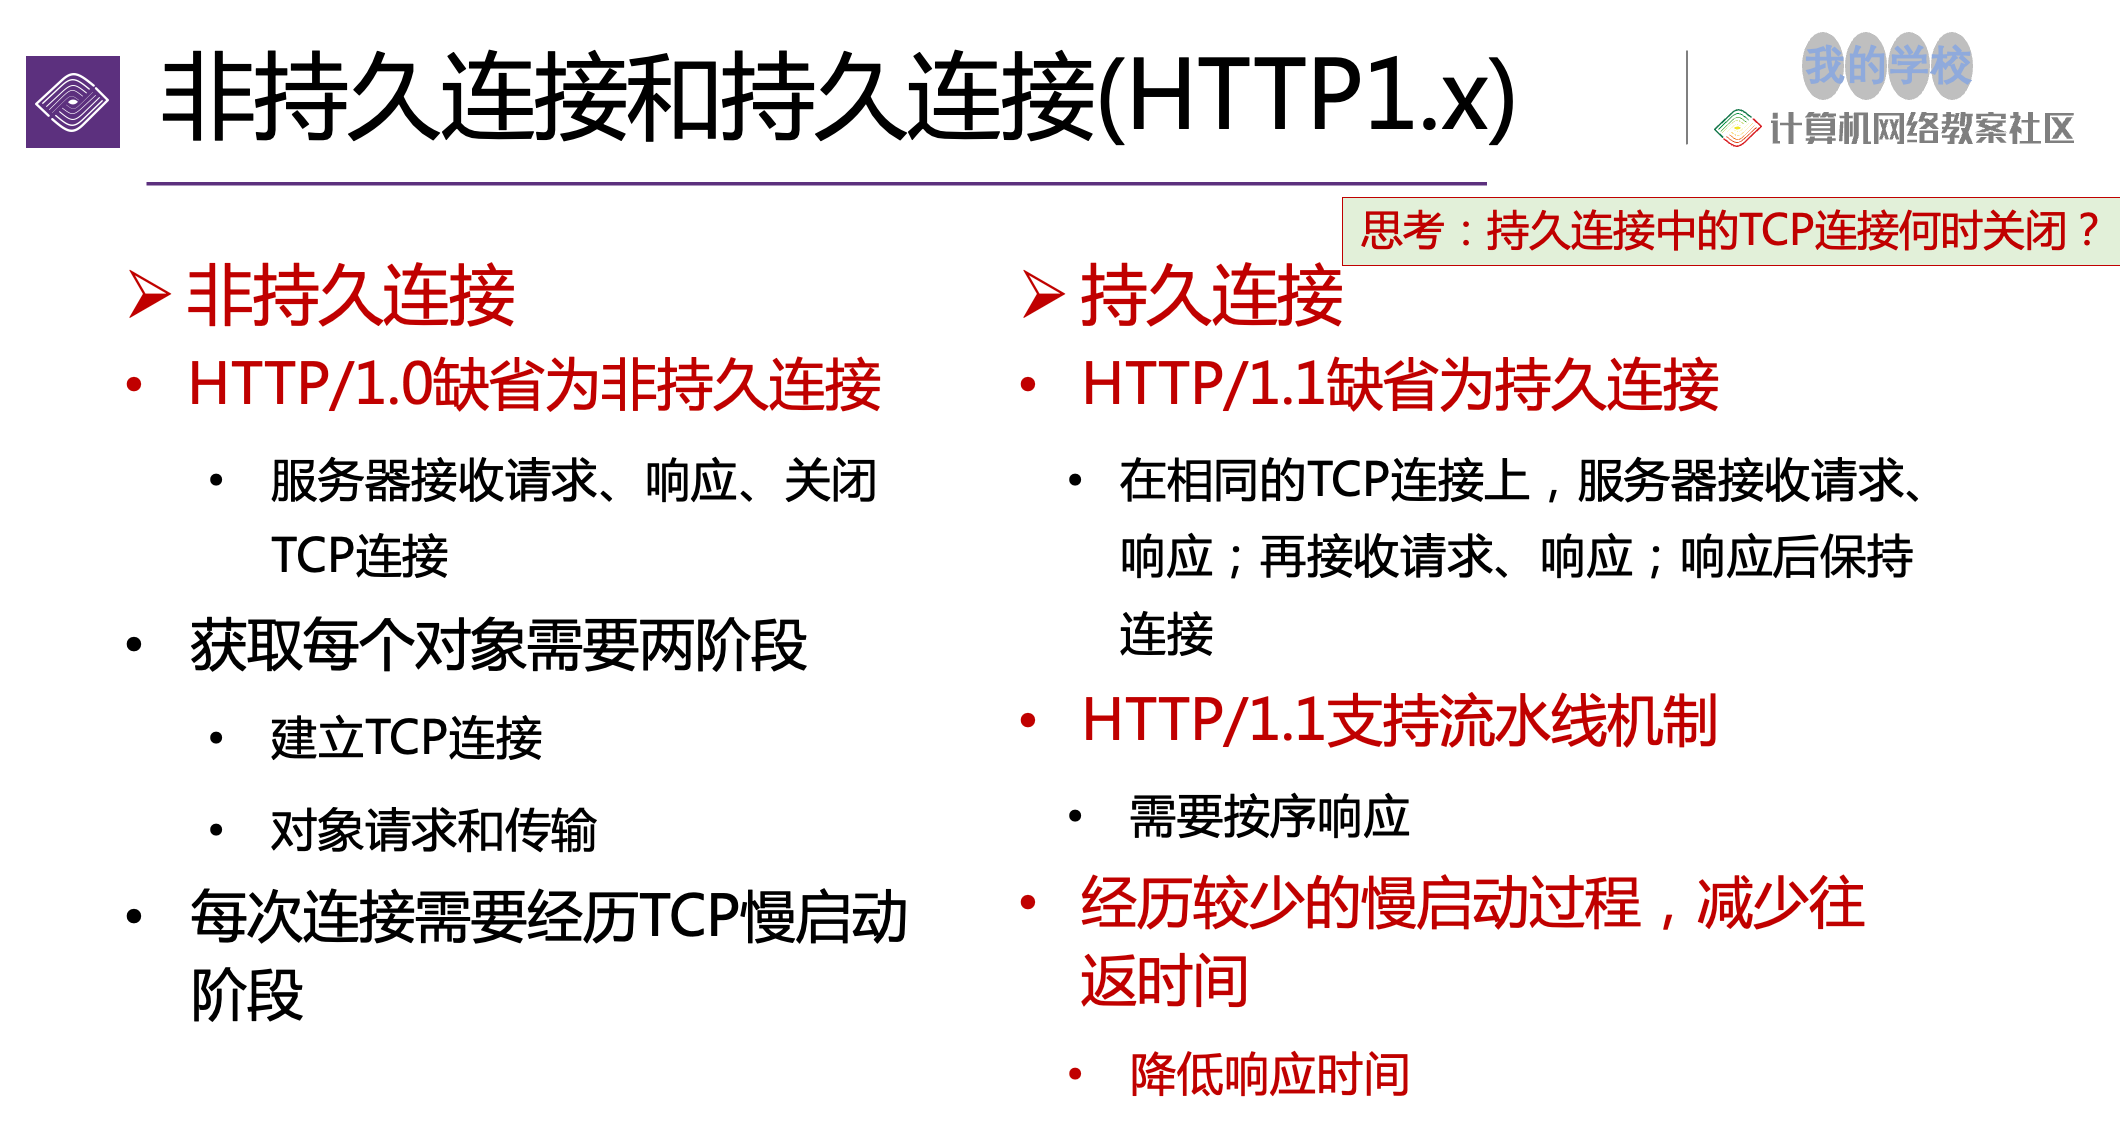 非持久连接和持久连接(HTTP1.x)
我的学校
计算机网络教案社区
思考：持久连接中的TCP连接何时关闭？
➢ 非持久连接
• HTTP/1.0缺省为非持久连接
• 服务器接收请求、响应、关闭
TCP连接
• 获取每个对象需要两阶段
• 建立TCP连接
• 对象请求和传输
• 每次连接需要经历TCP慢启动
阶段
➢ 持久连接
• HTTP/1.1缺省为持久连接
• 在相同的TCP连接上，服务器接收请求、
响应；再接收请求、响应；响应后保持
连接
• HTTP/1.1支持流水线机制
• 需要按序响应
• 经历较少的慢启动过程，减少往
返时间
• 降低响应时间